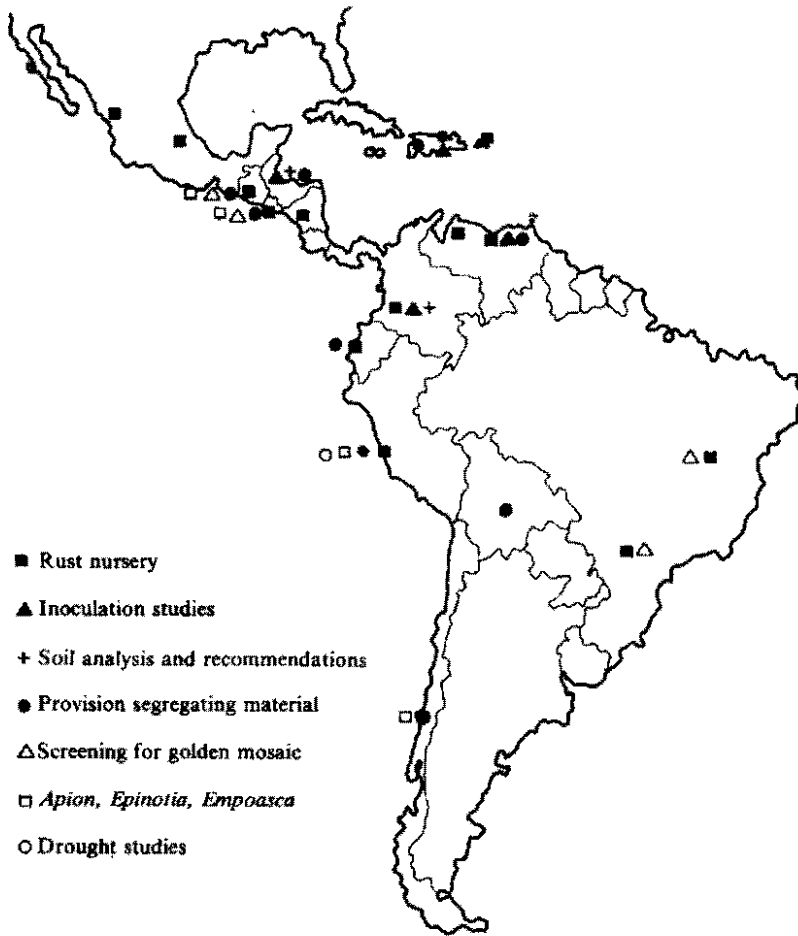 Rust nursery
Inoculation studies
Soil analysis and recommendations
Provision segregating material
Screening for golden mosaic
Apion, Epinotia, Empoasca
Drought studies